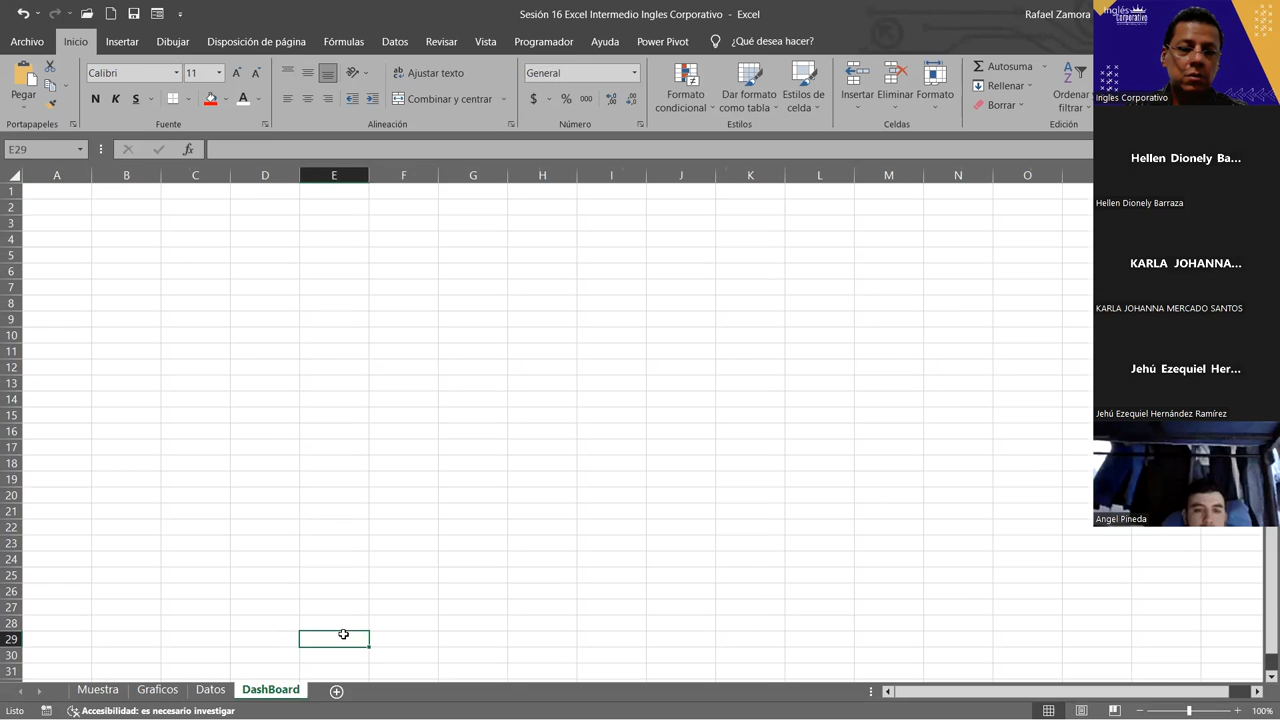 Sesión 16 Excel Intermedio Ingles Corporativo - Excel
Rafael Zamora
Archivo Inicio Insertar Dibujar Disposición de página Fórmulas Datos Revisar Vista Programador Ayuda Power Pivot ¿Qué desea hacer?
Pegar
Calibri 11
N K S
Ajustar texto
Combinar y centrar
General
$ % 000
Formato condicional
Dar formato como tabla
Estilos de celda
Insertar
Eliminar
Formato
Autosuma
Rellenar
Borrar
Ordenar
filtrar
Portapapeles Fuente Alineación Número Estilos Celdas Edición
E29
fx
A B C D E F G H I J K L M N O
1
2
3
4
5
6
7
8
9
10
11
12
13
14
15
16
17
18
19
20
21
22
23
24
25
26
27
28
29
30
31
Muestra Graficos Datos DashBoard
Listo
Accesibilidad: es necesario investigar
100%
Inglés
Corporativo
Ingles Corporativo
Hellen Dionely Ba...
Hellen Dionely Barraza
KARLA JOHANNA...
KARLA JOHANNA MERCADO SANTOS
Jehú Ezequiel Her...
Jehú Ezequiel Hernández Ramírez
Angel Pineda